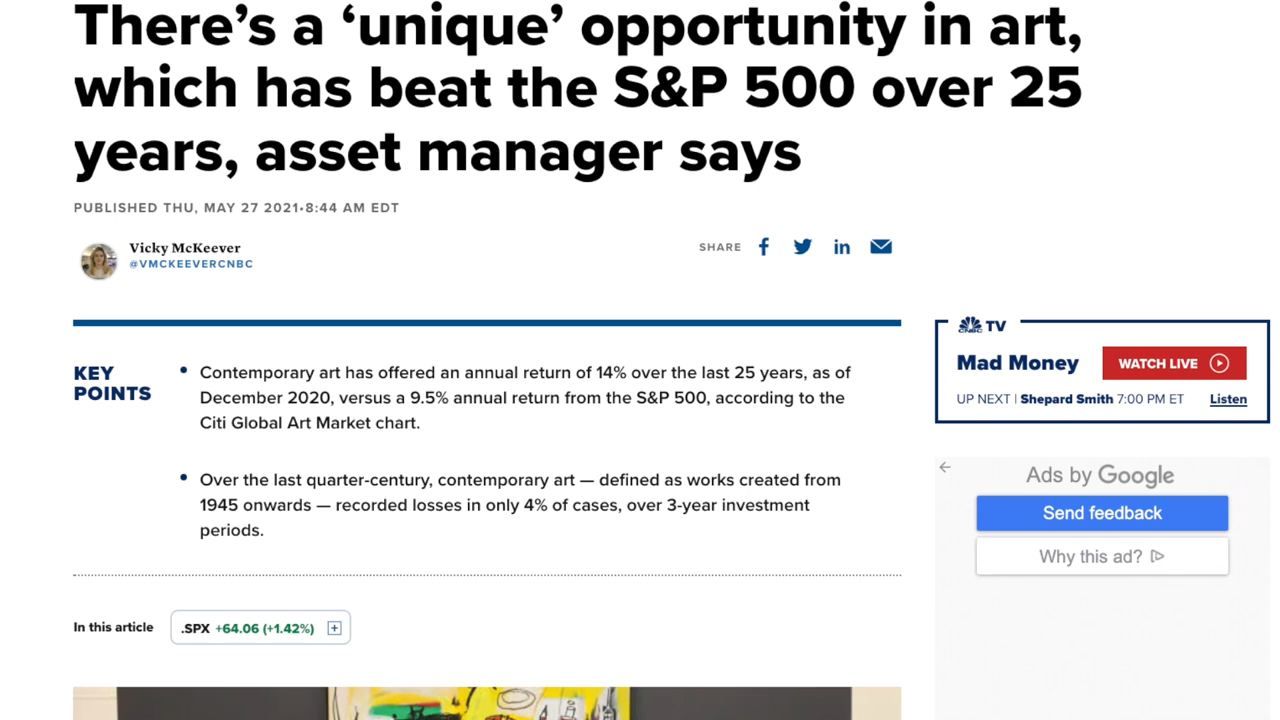 There’s a ‘unique’ opportunity in art,
which has beat the S&P 500 over 25
years, asset manager says
PUBLISHED THU, MAY 27 2021•8:44 AM EDT
Vicky McKeever
@VMCKEEVERCNBC
SHARE
KEY
POINTS
Contemporary art has offered an annual return of 14% over the last 25 years, as of
December 2020, versus a 9.5% annual return from the S&P 500, according to the
Citi Global Art Market chart.
Over the last quarter-century, contemporary art — defined as works created from
1945 onwards — recorded losses in only 4% of cases, over 3-year investment
periods.
In this article
.SPX +64.06 (+1.42%)
CNBC TV
Mad Money
WATCH LIVE
UP NEXT | Shepard Smith 7:00 PM ET
Listen
Ads by Google
Send feedback
Why this ad?